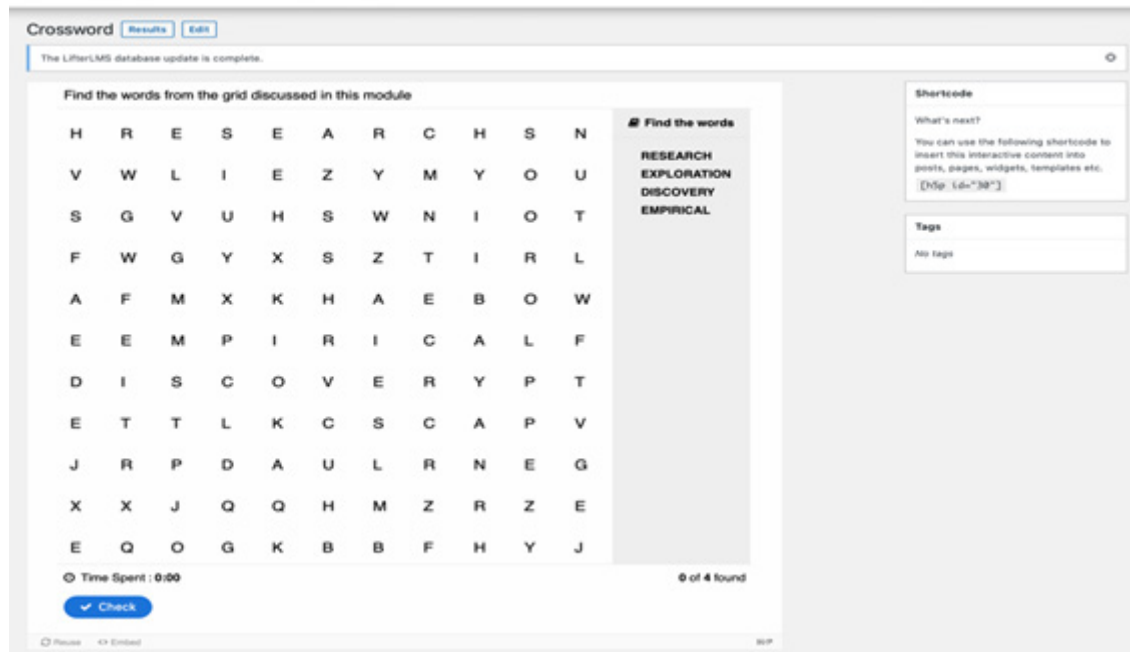 Crossword Results Edit
The LifterLMS database update is complete.
Find the words from the grid discussed in this module
H R E S E A R C H S N
V W L I E Z Y M Y O U
S G V U H S W N I O T
F W G Y X S Z T I R L
A F M X K H A E B O W
E E M P I R I C A L F
D I S C O V E R Y P T
E T T L K C S C A P V
J R P D A U L R N E G
X X J Q Q H M Z R Z E
E Q O G K B B F H Y J
Find the words
RESEARCH
EXPLORATION
DISCOVERY
EMPIRICAL
Time Spent : 0:00
0 of 4 found
Check
Reuse <> Embed
H5P
Shortcode
What's next?
You can use the following shortcode to
insert this interactive content into
posts, pages, widgets, templates etc.
[h5p id="30"]
Tags
No tags